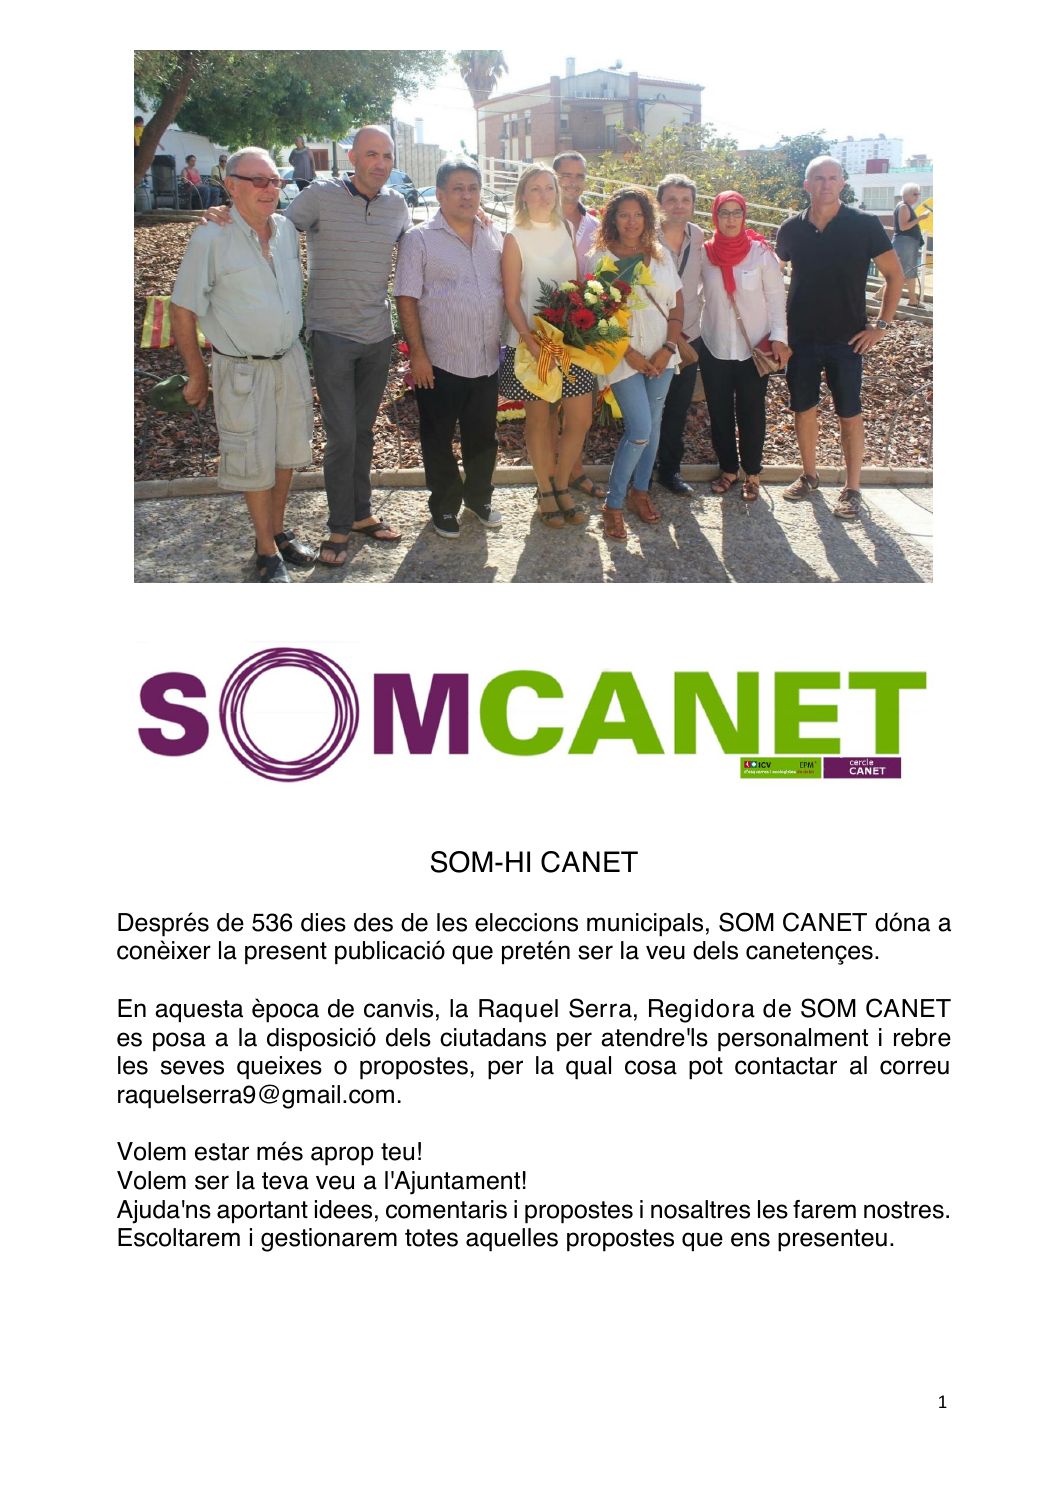 SOMCANET
ICV EPM
cercle
CANET
SOM-HI CANET
Després de 536 dies des de les eleccions municipals, SOM CANET dóna a
conèixer la present publicació que pretén ser la veu dels canetençes.
En aquesta època de canvis, la Raquel Serra, Regidora de SOM CANET
es posa a la disposició dels ciutadans per atendre'ls personalment i rebre
les seves queixes o propostes, per la qual cosa pot contactar al correu
raquelserra9@gmail.com.
Volem estar més aprop teu!
Volem ser la teva veu a l'Ajuntament!
Ajuda'ns aportant idees, comentaris i propostes i nosaltres les farem nostres.
Escoltarem i gestionarem totes aquelles propostes que ens presenteu.
1